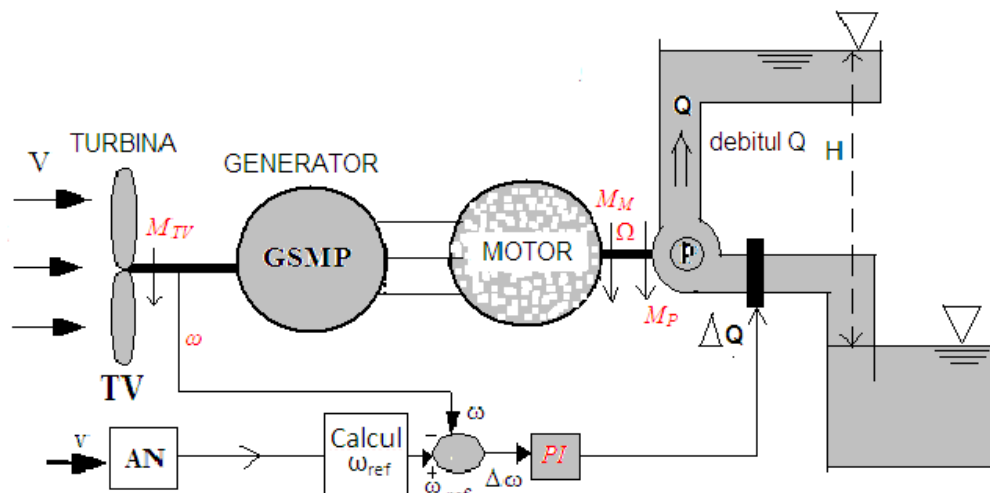 TURBINA
V
GENERATOR
M_TV
GSMP
MOTOR
M_M
Ω
M_P
P
Q
debitul Q
H
ΔQ
ω
TV
V
AN
Calcul
ω_ref
ω
-
+
Δω
PI